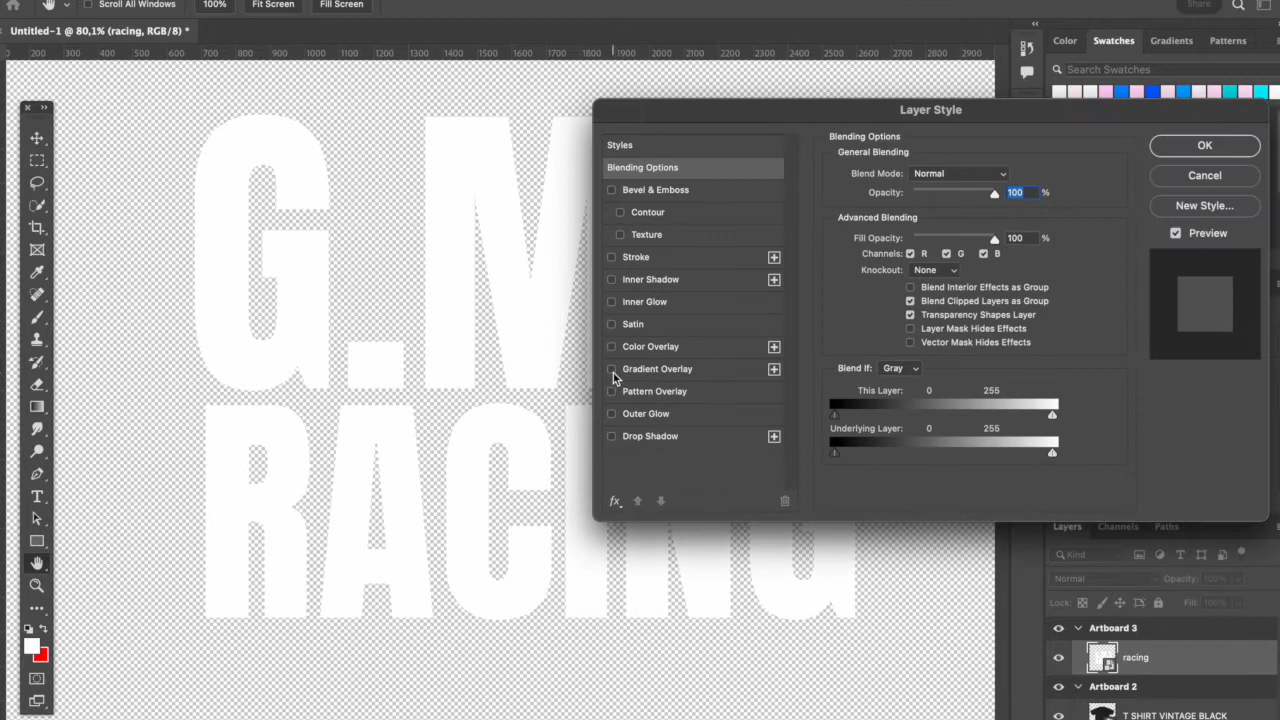 Scroll All Windows 100% Fit Screen Fill Screen Share
Untitled-1 @ 80,1% (racing, RGB/8) *
200 300 400 500 600 700 800 900 1000 1100 1200 1300 1400 1500 1600 1700 1800 1900 2000 2100 2200 2300 2400 2500 2600 2700 2800 2900
Color Swatches Gradients Patterns
Search Swatches
G.M
RACING
Layer Style
Styles
Blending Options
Bevel & Emboss
Contour
Texture
Stroke
Inner Shadow
Inner Glow
Satin
Color Overlay
Gradient Overlay
Pattern Overlay
Outer Glow
Drop Shadow
fx
Blending Options
General Blending
Blend Mode: Normal
Opacity: 100 %
Advanced Blending
Fill Opacity: 100 %
Channels: R G B
Knockout: None
Blend Interior Effects as Group
Blend Clipped Layers as Group
Transparency Shapes Layer
Layer Mask Hides Effects
Vector Mask Hides Effects
Blend If: Gray
This Layer: 0 255
Underlying Layer: 0 255
OK
Cancel
New Style...
Preview
Layers Channels Paths
Kind
Normal Opacity: 100%
Lock: Fill: 100%
Artboard 3
racing
Artboard 2
T SHIRT VINTAGE BLACK